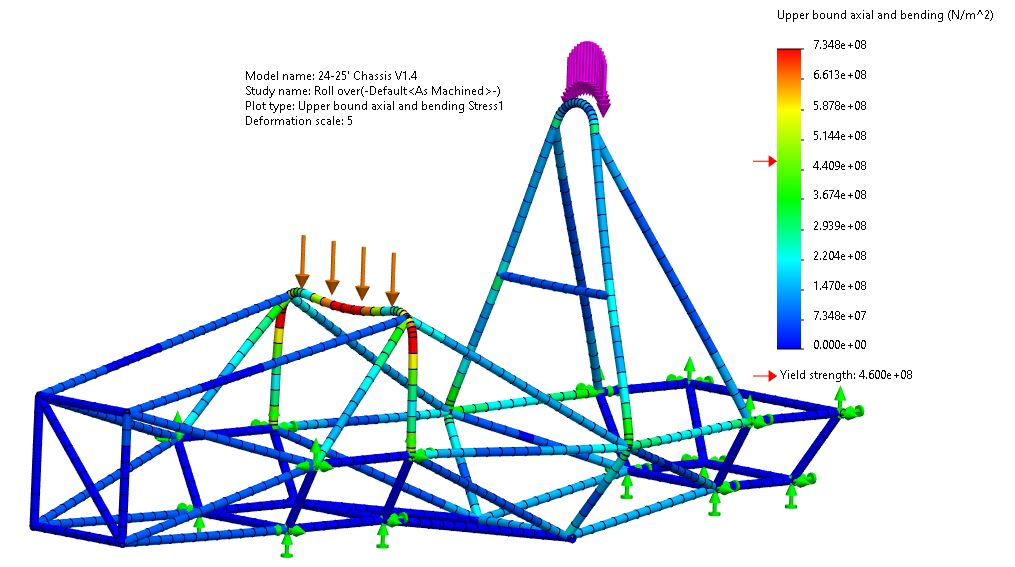 Upper bound axial and bending (N/m^2)
7.348e+08
6.613e+08
5.878e+08
5.144e+08
4.409e+08
3.674e+08
2.939e+08
2.204e+08
1.470e+08
7.348e+07
0.000e+00
Yield strength: 4.600e+08
Model name: 24-25' Chassis V1.4
Study name: Roll over(-Default<As Machined>-)
Plot type: Upper bound axial and bending Stress1
Deformation scale: 5